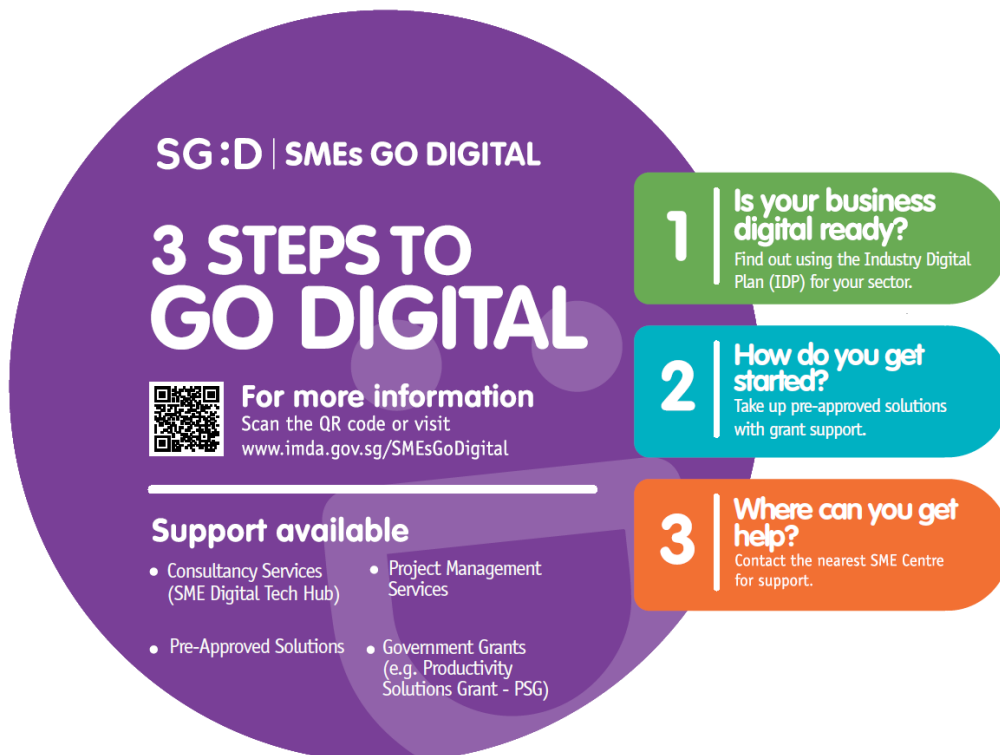 SG:D | SMEs GO DIGITAL
3 STEPS TO
GO DIGITAL
For more information
Scan the QR code or visit
www.imda.gov.sg/SMEsGoDigital
Support available
• Consultancy Services
(SME Digital Tech Hub)
• Project Management
Services
• Pre-Approved Solutions
• Government Grants
(e.g. Productivity
Solutions Grant - PSG)
1
Is your business
digital ready?
Find out using the Industry Digital
Plan (IDP) for your sector.
2
How do you get
started?
Take up pre-approved solutions
with grant support.
3
Where can you get
help?
Contact the nearest SME Centre
for support.